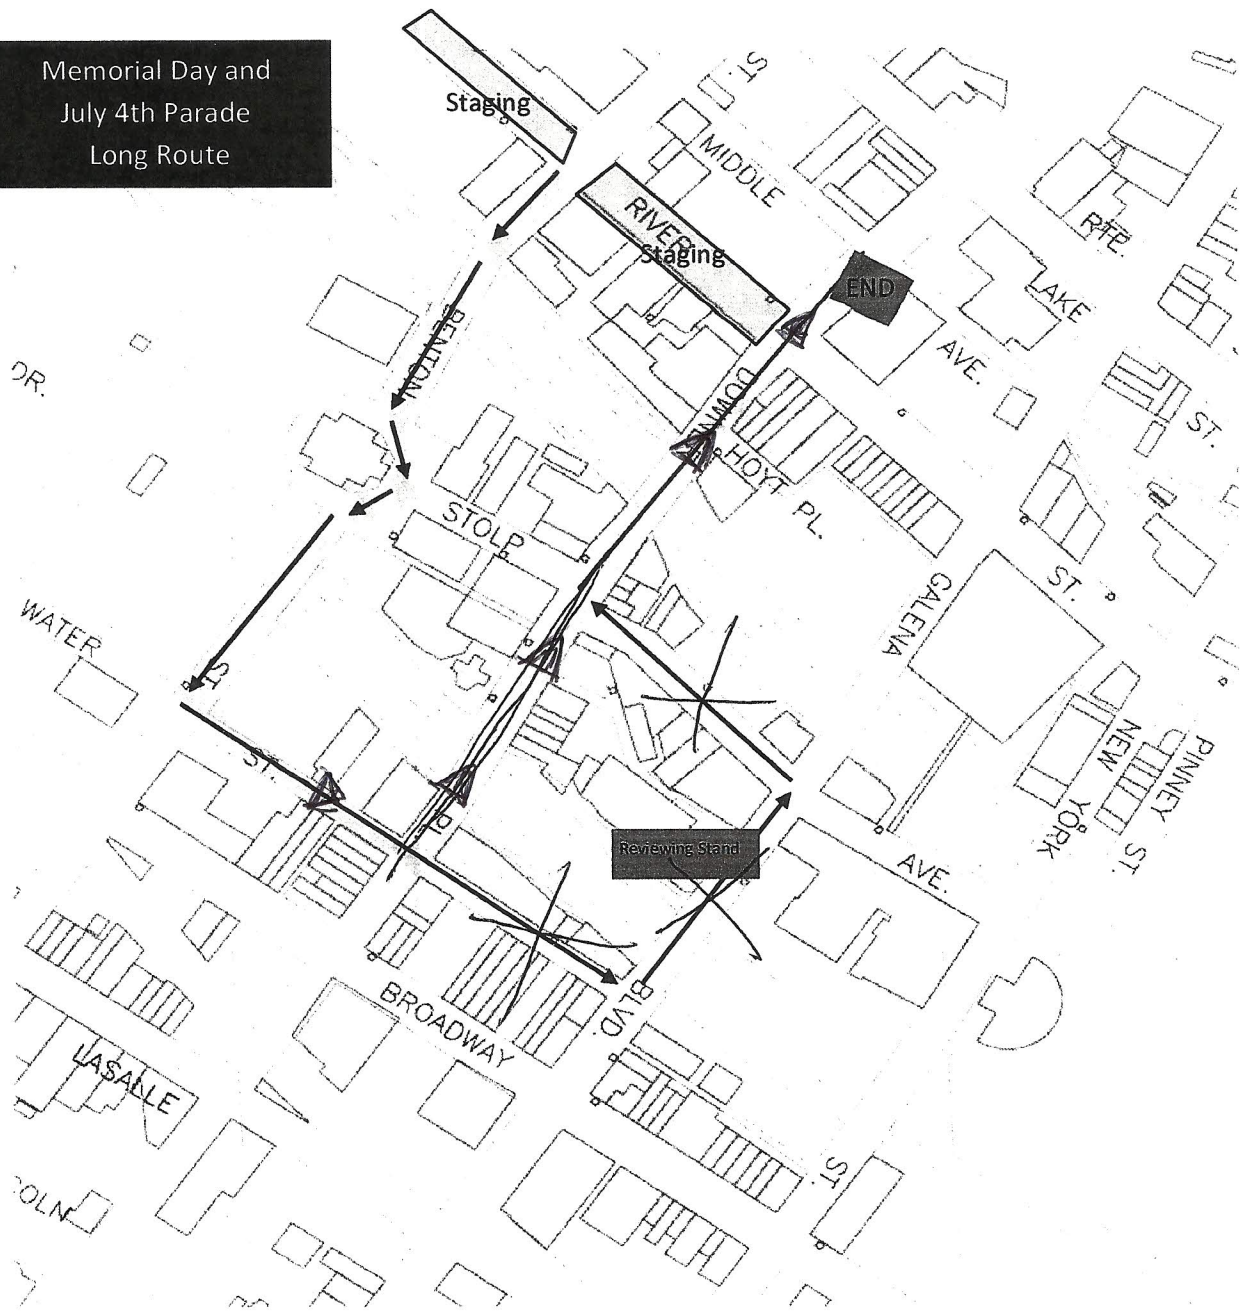 Memorial Day and
July 4th Parade
Long Route
Staging
ST.
MIDDLE
RIVER
Staging
RTE.
END
LAKE
BENTON
AVE.
DR.
DOWNER
ST.
HOYT PL.
STOLP
GALENA
ST.
WATER
ST.
NEW YORK
PINNEY
ST.
ST.
Reviewing Stand
AVE.
BLVD.
BROADWAY
LASALLE
ST.